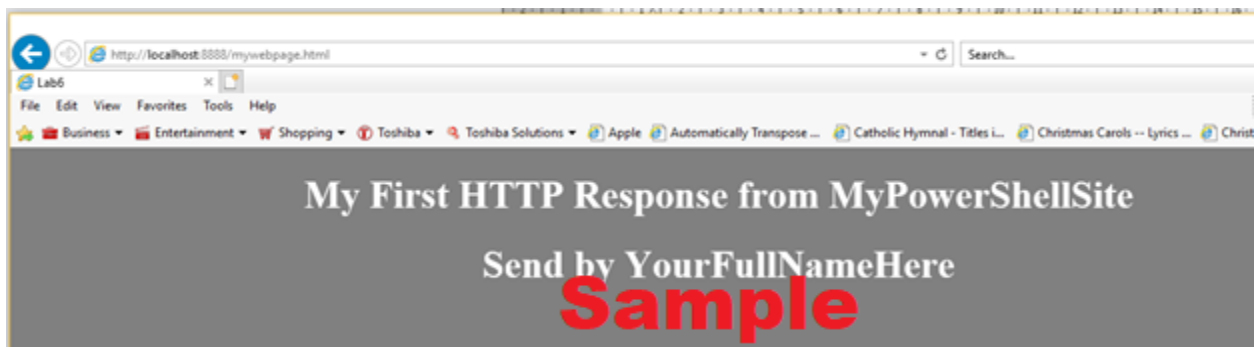 http://localhost:8888/mywebpage.html
Search...
Lab6
File Edit View Favorites Tools Help
Business Entertainment Shopping Toshiba Toshiba Solutions Apple Automatically Transpose ... Catholic Hymnal - Titles i... Christmas Carols -- Lyrics ... Christ
My First HTTP Response from MyPowerShellSite
Send by YourFullNameHere
Sample